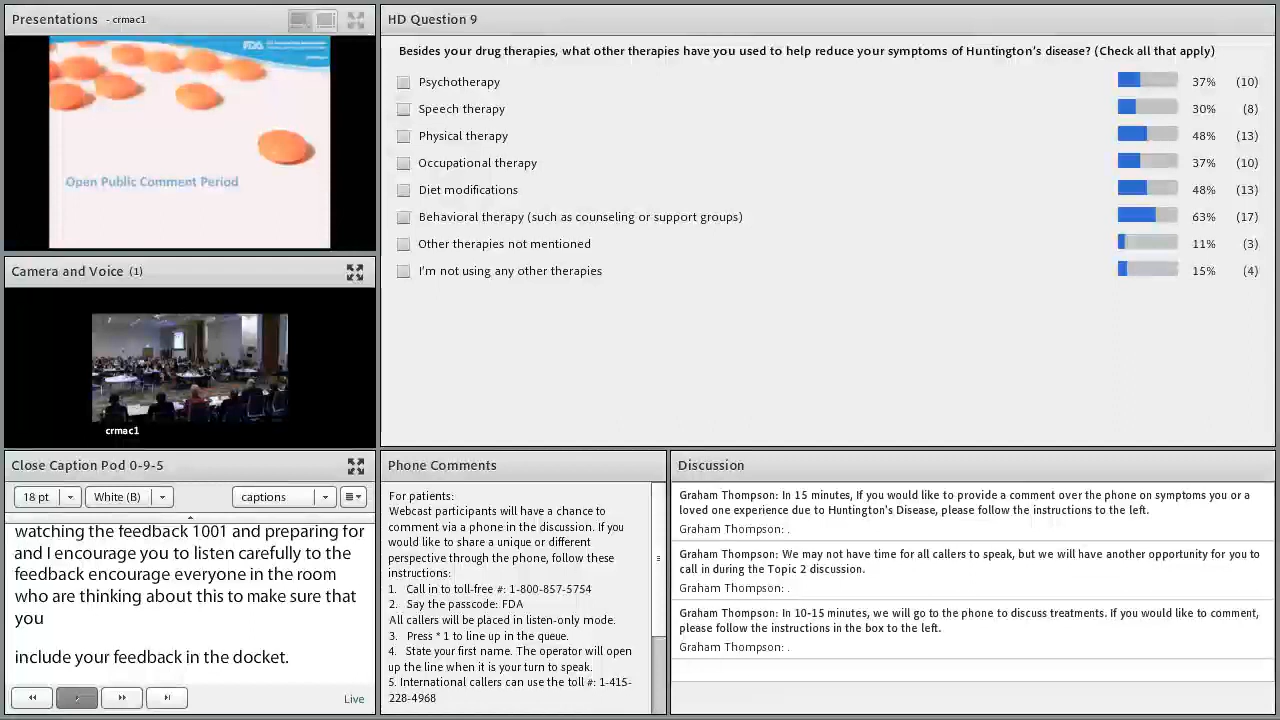 Presentations - crmac1
FDA
Open Public Comment Period
Camera and Voice (1)
crmac1
Close Caption Pod 0-9-5
18 pt
White (B)
captions
watching the feedback 1001 and preparing for
and I encourage you to listen carefully to the
feedback encourage everyone in the room
who are thinking about this to make sure that
you
include your feedback in the docket.
Live
HD Question 9
Besides your drug therapies, what other therapies have you used to help reduce your symptoms of Huntington's disease? (Check all that apply)
Psychotherapy 37% (10)
Speech therapy 30% (8)
Physical therapy 48% (13)
Occupational therapy 37% (10)
Diet modifications 48% (13)
Behavioral therapy (such as counseling or support groups) 63% (17)
Other therapies not mentioned 11% (3)
I'm not using any other therapies 15% (4)
Phone Comments
For patients:
Webcast participants will have a chance to
comment via a phone in the discussion. If you
would like to share a unique or different
perspective through the phone, follow these
instructions:
1. Call in to toll-free #: 1-800-857-5754
2. Say the passcode: FDA
All callers will be placed in listen-only mode.
3. Press * 1 to line up in the queue.
4. State your first name. The operator will open
up the line when it is your turn to speak.
5. International callers can use the toll #: 1-415-
228-4968
Discussion
Graham Thompson: In 15 minutes, If you would like to provide a comment over the phone on symptoms you or a
loved one experience due to Huntington's Disease, please follow the instructions to the left.
Graham Thompson: .
Graham Thompson: We may not have time for all callers to speak, but we will have another opportunity for you to
call in during the Topic 2 discussion.
Graham Thompson: .
Graham Thompson: In 10-15 minutes, we will go to the phone to discuss treatments. If you would like to comment,
please follow the instructions in the box to the left.
Graham Thompson: .